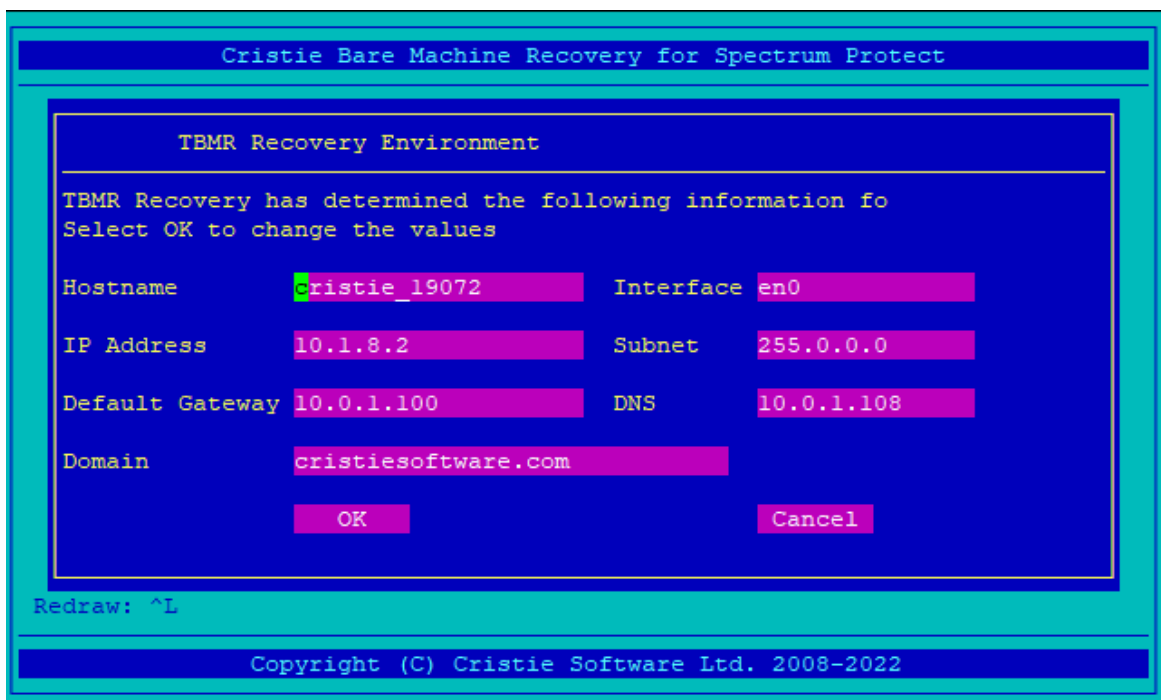 Cristie Bare Machine Recovery for Spectrum Protect
TBMR Recovery Environment
TBMR Recovery has determined the following information fo
Select OK to change the values
Hostname cristie_19072 Interface en0
IP Address 10.1.8.2 Subnet 255.0.0.0
Default Gateway 10.0.1.100 DNS 10.0.1.108
Domain cristiesoftware.com
OK Cancel
Redraw: ^L
Copyright (C) Cristie Software Ltd. 2008-2022